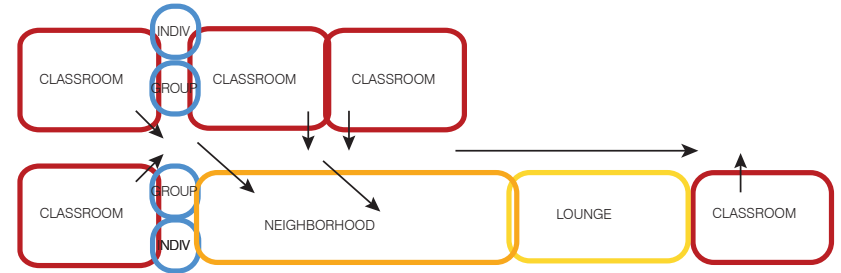 INDIV
CLASSROOM
GROUP
CLASSROOM
CLASSROOM
GROUP
CLASSROOM
INDIV
NEIGHBORHOOD
LOUNGE
CLASSROOM